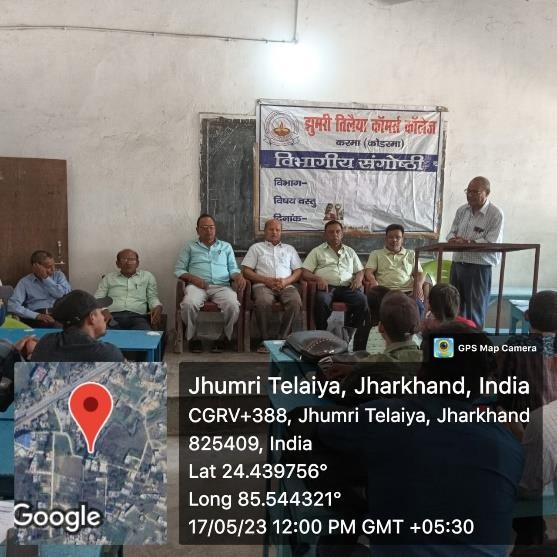 झुमरी तिलैया कॉमर्स कॉलेज
करमा (कोडरमा)
विभागीय संगोष्ठी
विभाग-
विषय वस्तु
दिनांक-
GPS Map Camera
Jhumri Telaiya, Jharkhand, India
CGRV+388, Jhumri Telaiya, Jharkhand
825409, India
Lat 24.439756°
Long 85.544321°
17/05/23 12:00 PM GMT +05:30
Google